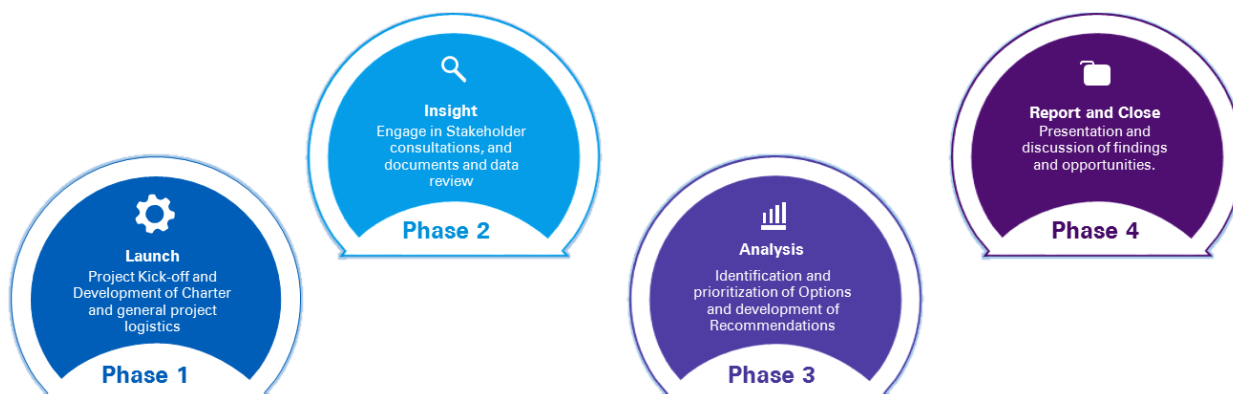 Launch
Project Kick-off and
Development of Charter
and general project
logistics
Phase 1
Insight
Engage in Stakeholder
consultations, and
documents and data
review
Phase 2
Analysis
Identification and
prioritization of Options
and development of
Recommendations
Phase 3
Report and Close
Presentation and
discussion of findings
and opportunities.
Phase 4